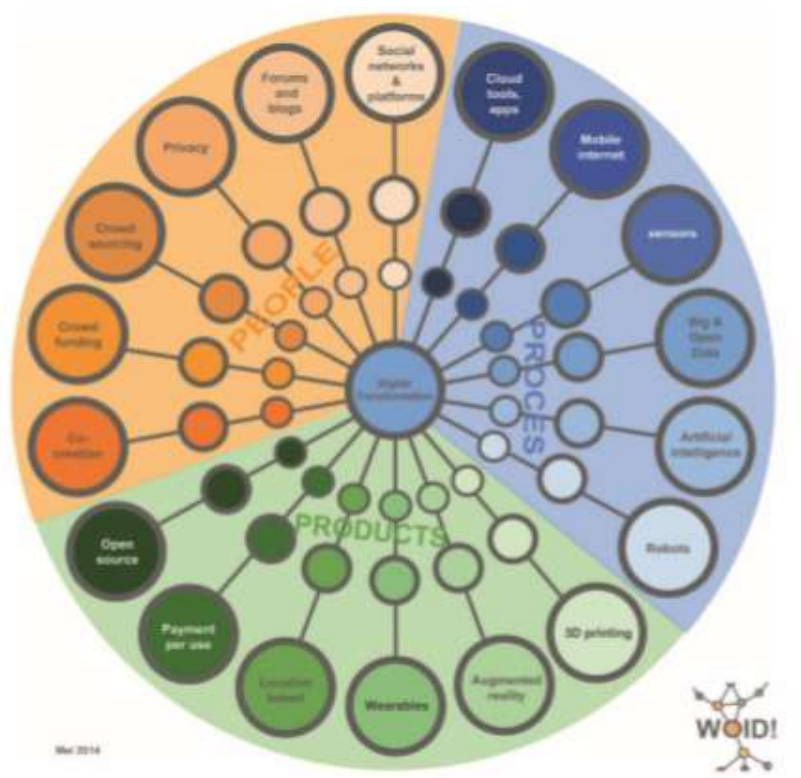 Social
networks
&
platforms
Cloud
tools,
apps
Mobile
internet
sensors
Big &
Open
Data
Artificial
intelligence
Robots
3D printing
Augmented
reality
Wearables
Location
based
Payment
per use
Open
source
Co-
creation
Crowd
funding
Crowd
sourcing
Privacy
Forums
and
blogs
PEOPLE
PROCES
PRODUCTS
Digital
Transformation
Mei 2014
WOID!